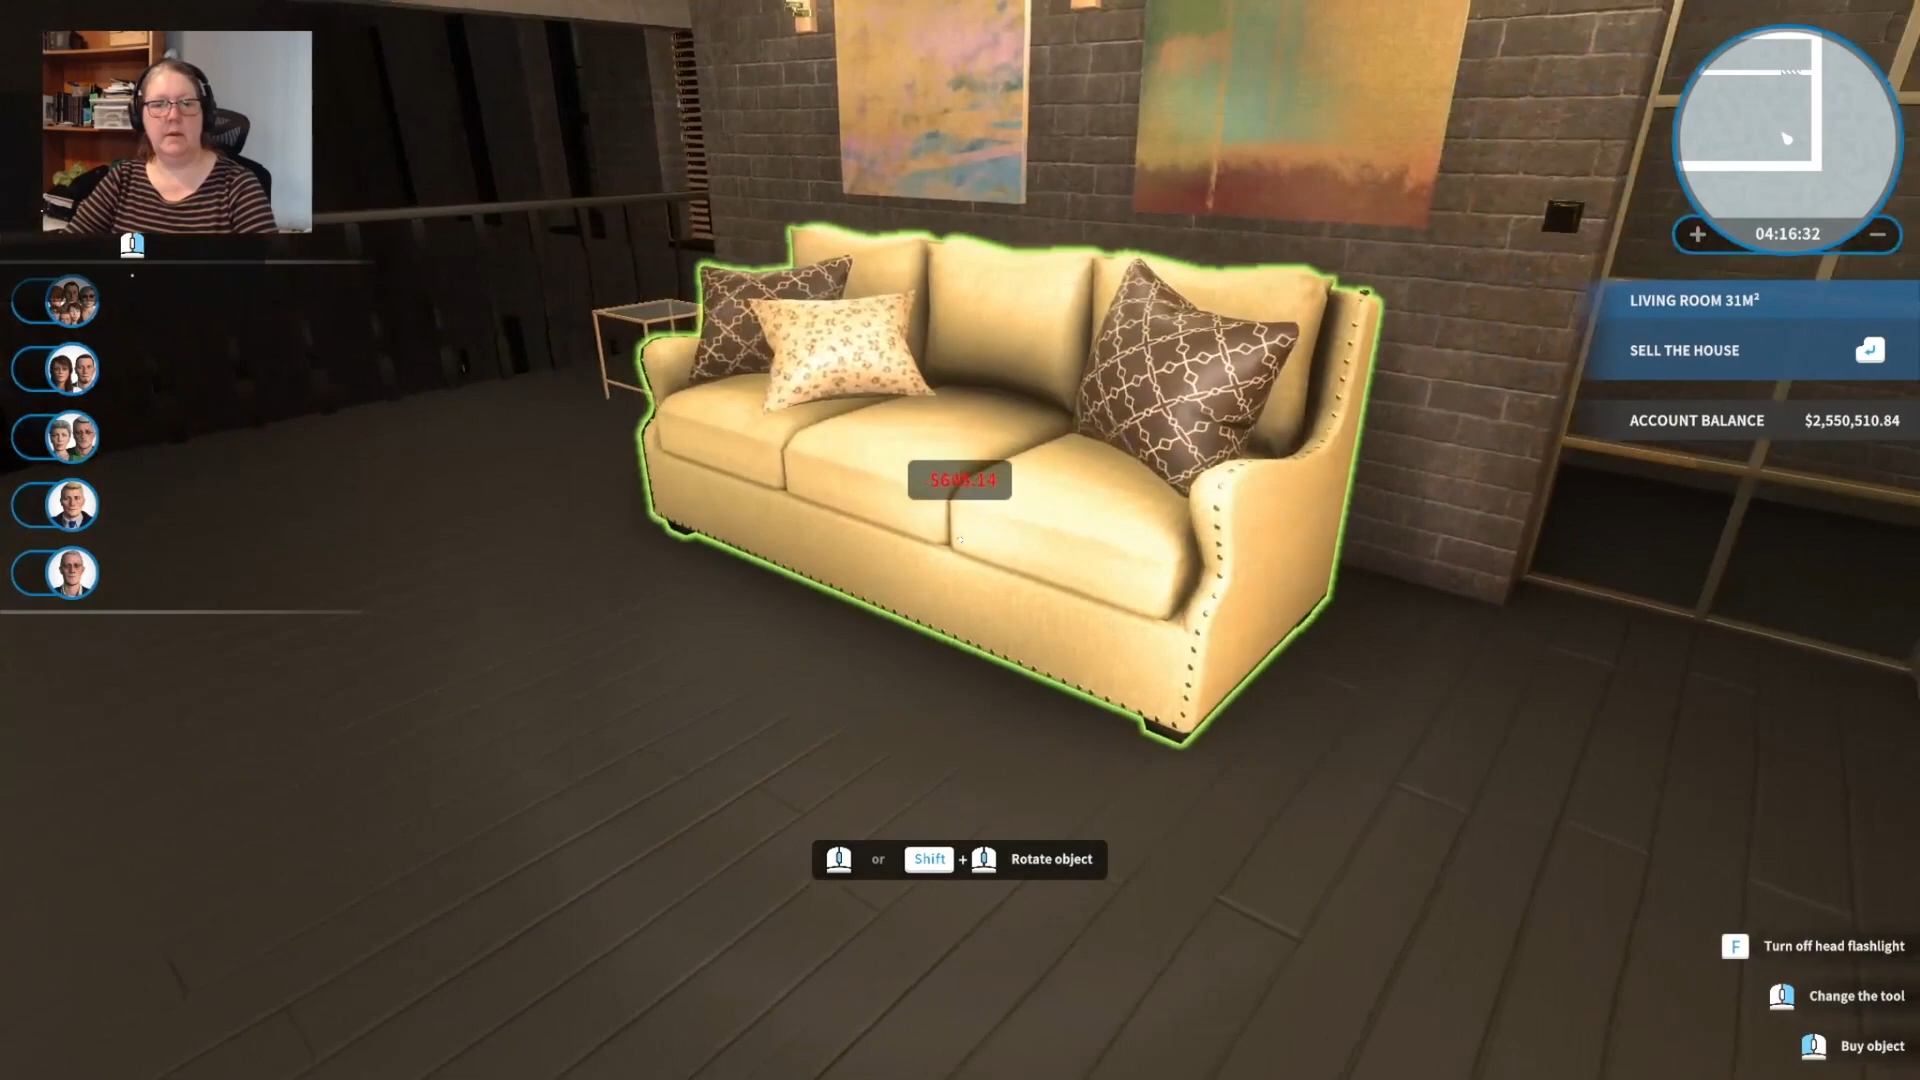 04:16:32
LIVING ROOM 31M²
SELL THE HOUSE
ACCOUNT BALANCE $2,550,510.84
or Shift + Rotate object
F Turn off head flashlight
Change the tool
Buy object